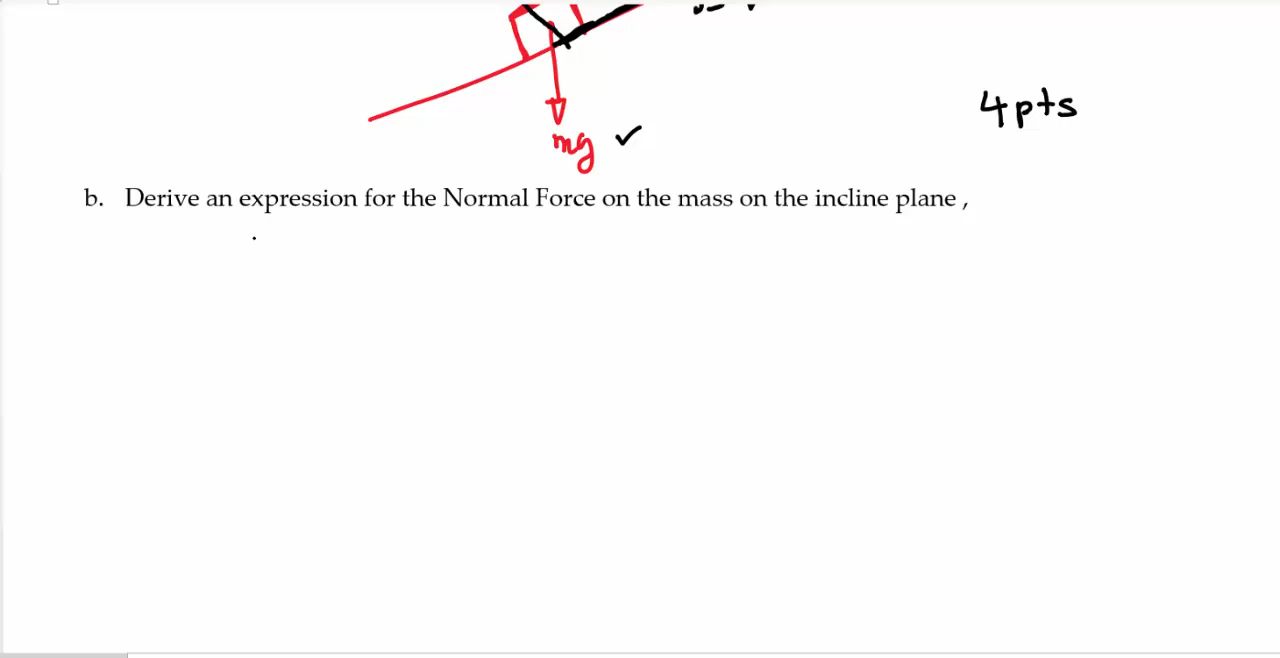 4pts
mg ✓
b. Derive an expression for the Normal Force on the mass on the incline plane ,